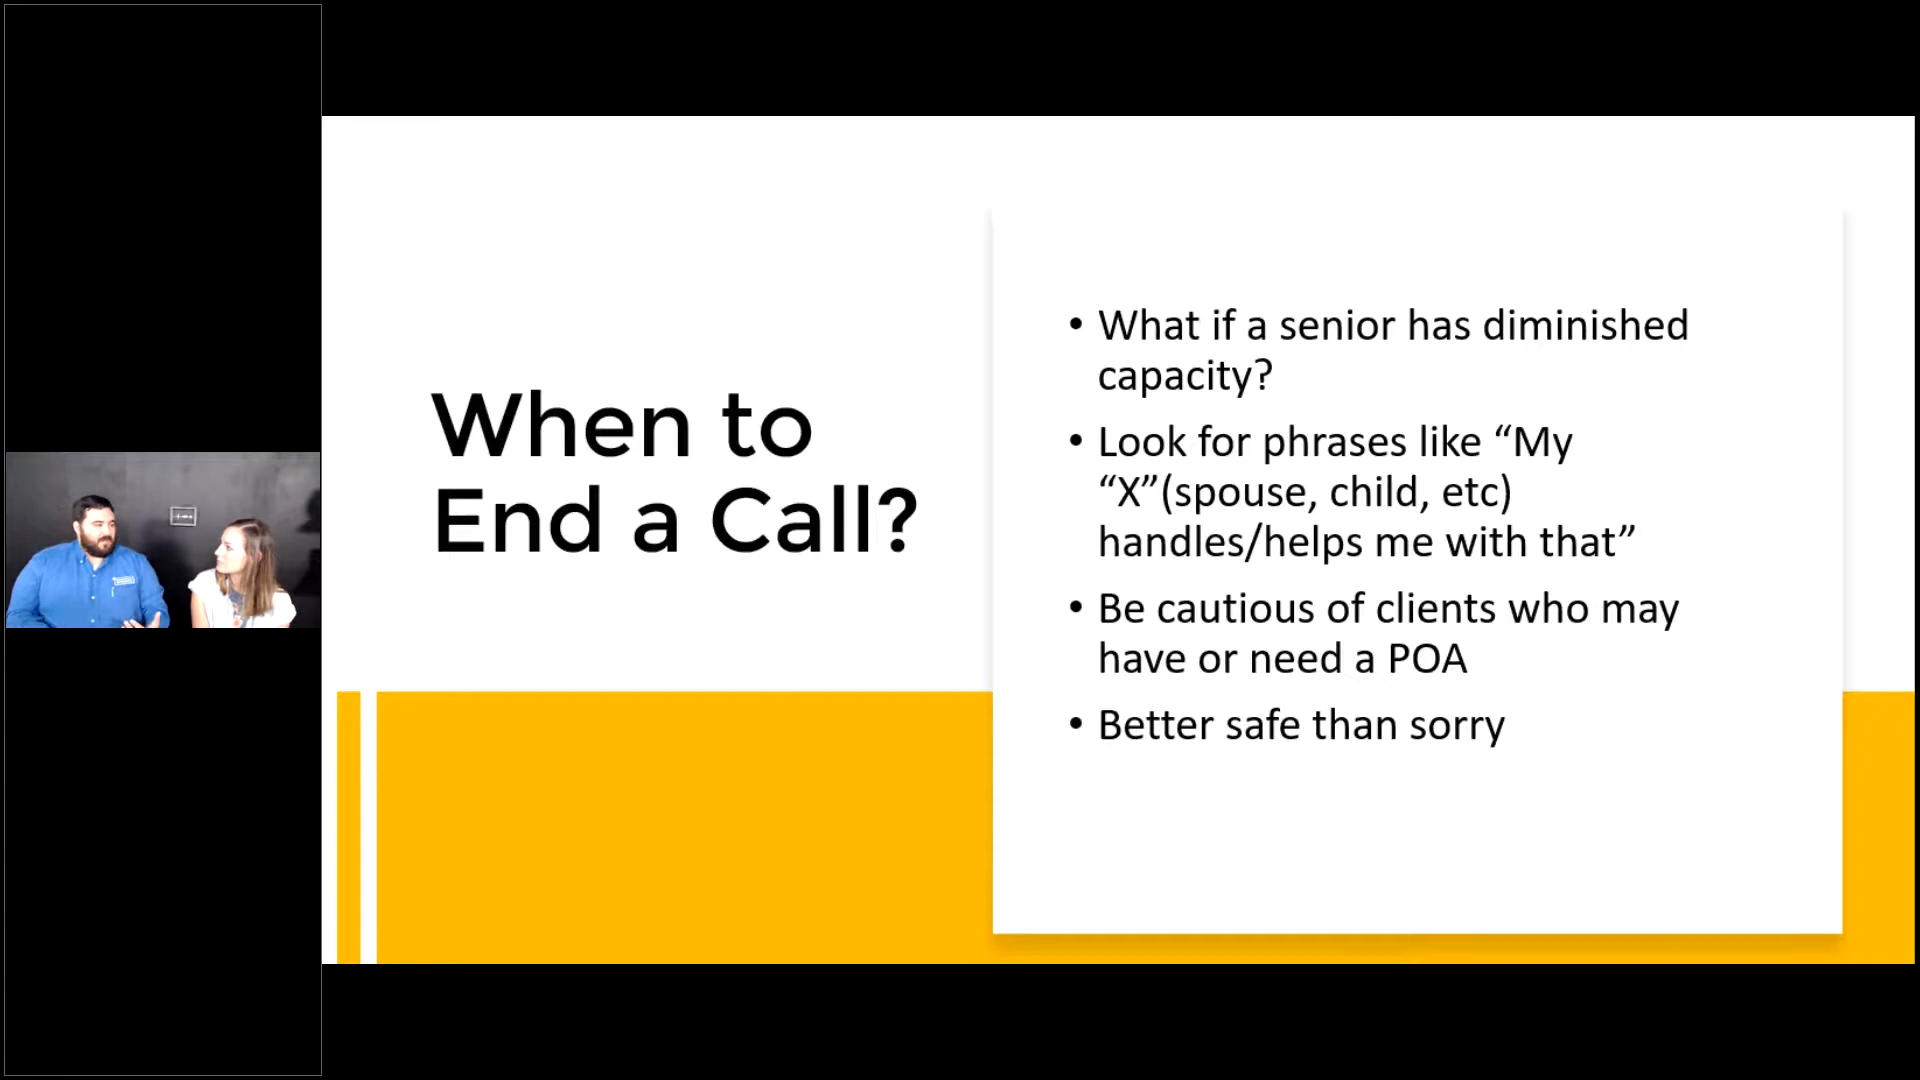 When to
End a Call?
• What if a senior has diminished
capacity?
• Look for phrases like “My
“X”(spouse, child, etc)
handles/helps me with that”
• Be cautious of clients who may
have or need a POA
• Better safe than sorry